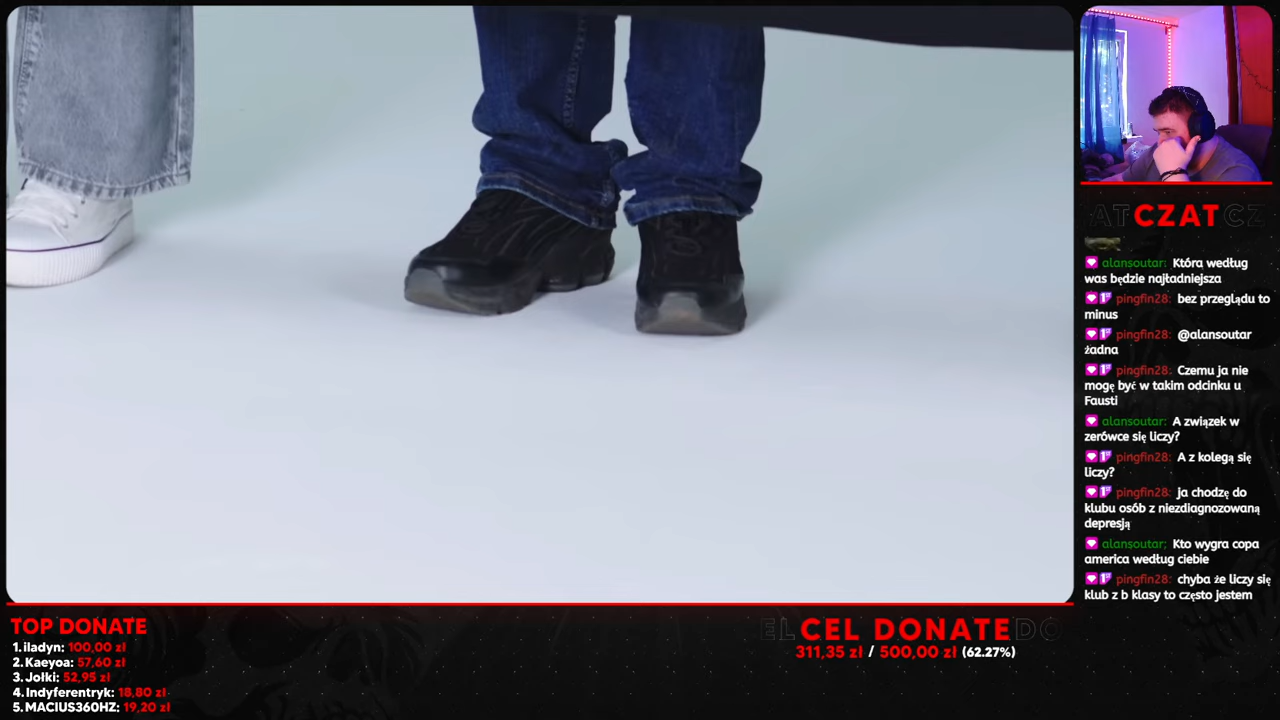 CZAT
alansoutar: Która według
was będzie najładniejsza
pingfin28: bez przeglądu to
minus
pingfin28: @alansoutar
żadna
pingfin28: Czemu ja nie
mogę być w takim odcinku u
Fausti
alansoutar: A związek w
zerówce się liczy?
pingfin28: A z kolegą się
liczy?
pingfin28: ja chodzę do
klubu osób z niezdiagnozowaną
depresją
alansoutar: Kto wygra copa
america według ciebie
pingfin28: chyba że liczy się
klub z b klasy to często jestem
TOP DONATE
1. iladyn: 100,00 zł
2. Kaeyoa: 57,60 zł
3. Jołki: 52,95 zł
4. Indyferentryk: 18,80 zł
5. MACIUS360HZ: 19,20 zł
EL CEL DONATE DO
311,35 zł / 500,00 zł (62.27%)